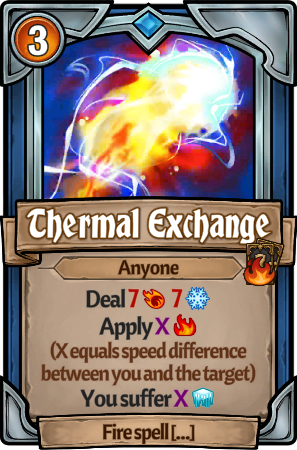 3
Thermal Exchange
Anyone
Deal 7 7
Apply X
(X equals speed difference
between you and the target)
You suffer X
Fire spell [...]